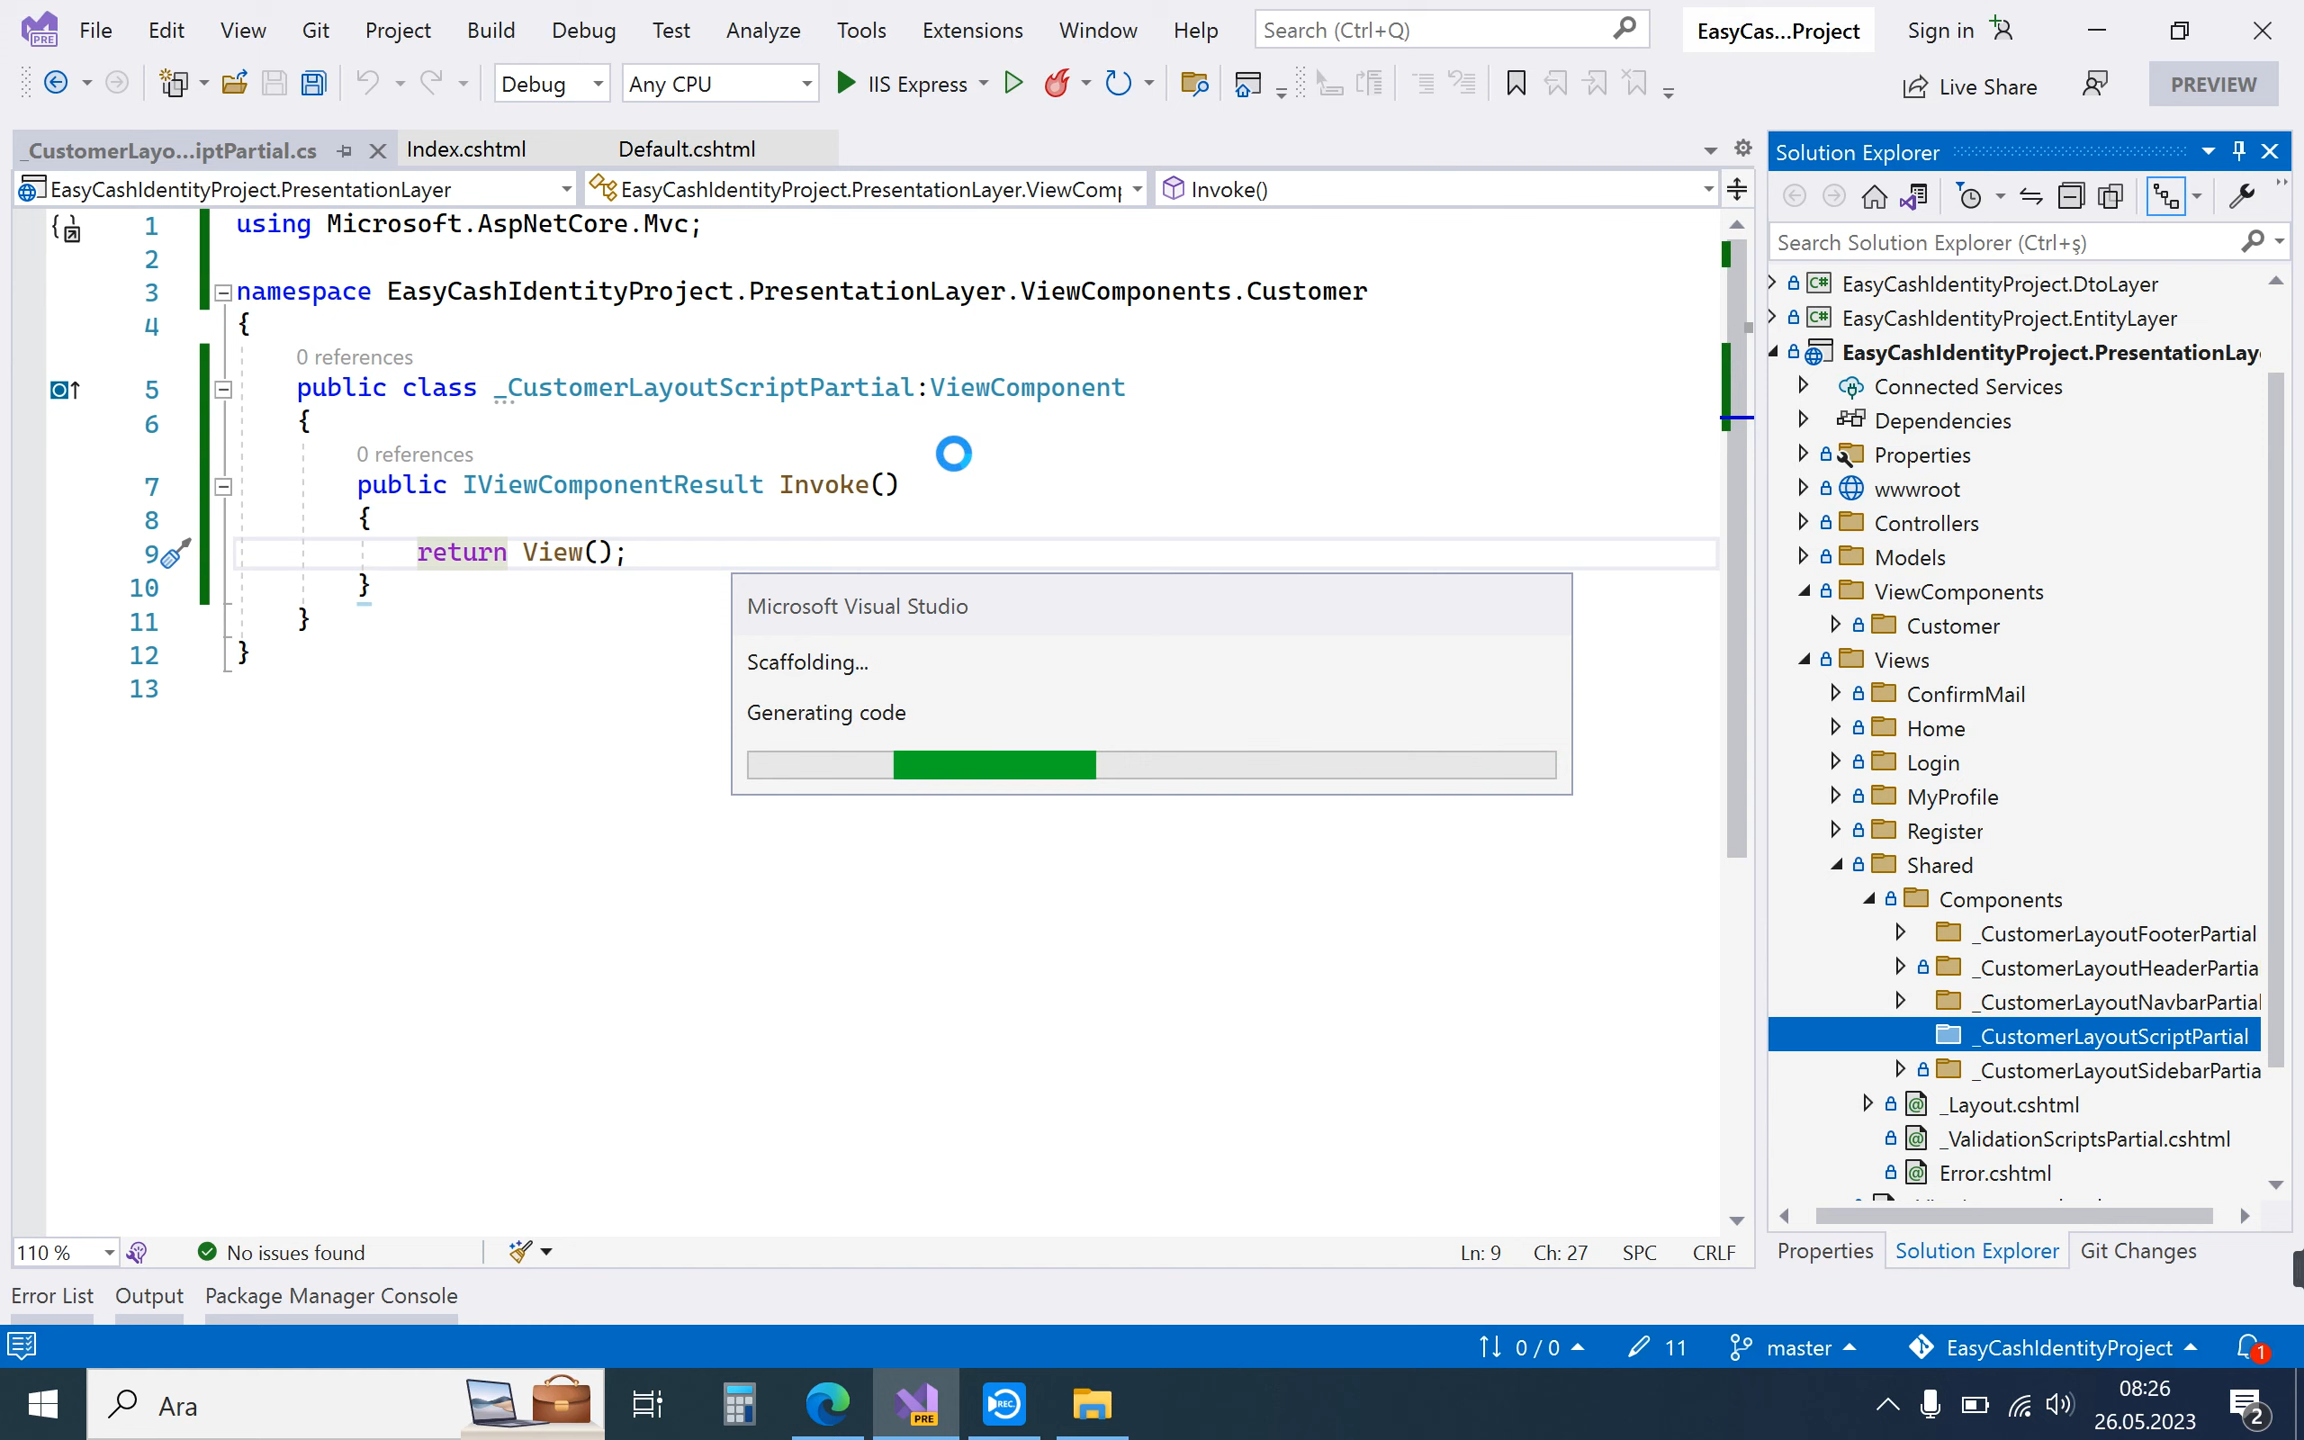 File Edit View Git Project Build Debug Test Analyze Tools Extensions Window Help Search (Ctrl+Q) EasyCas...Project Sign in
PRE
Debug Any CPU IIS Express Live Share PREVIEW
_CustomerLayo...iptPartial.cs Index.cshtml Default.cshtml
EasyCashIdentityProject.PresentationLayer EasyCashIdentityProject.PresentationLayer.ViewComp Invoke()
1 using Microsoft.AspNetCore.Mvc;
2
3 namespace EasyCashIdentityProject.PresentationLayer.ViewComponents.Customer
4 {
0 references
5 public class _CustomerLayoutScriptPartial:ViewComponent
6 {
0 references
7 public IViewComponentResult Invoke()
8 {
9 return View();
10 }
11 }
12 }
13
Microsoft Visual Studio
Scaffolding...
Generating code
Solution Explorer
Search Solution Explorer (Ctrl+ş)
C# EasyCashIdentityProject.DtoLayer
C# EasyCashIdentityProject.EntityLayer
EasyCashIdentityProject.PresentationLay
Connected Services
Dependencies
Properties
wwwroot
Controllers
Models
ViewComponents
Customer
Views
ConfirmMail
Home
Login
MyProfile
Register
Shared
Components
_CustomerLayoutFooterPartial
_CustomerLayoutHeaderPartia
_CustomerLayoutNavbarPartial
_CustomerLayoutScriptPartial
_CustomerLayoutSidebarPartia
_Layout.cshtml
_ValidationScriptsPartial.cshtml
Error.cshtml
110 % No issues found Ln: 9 Ch: 27 SPC CRLF
Properties Solution Explorer Git Changes
Error List Output Package Manager Console
0 / 0 11 master EasyCashIdentityProject 1
Ara PRE REC 08:26
26.05.2023 2